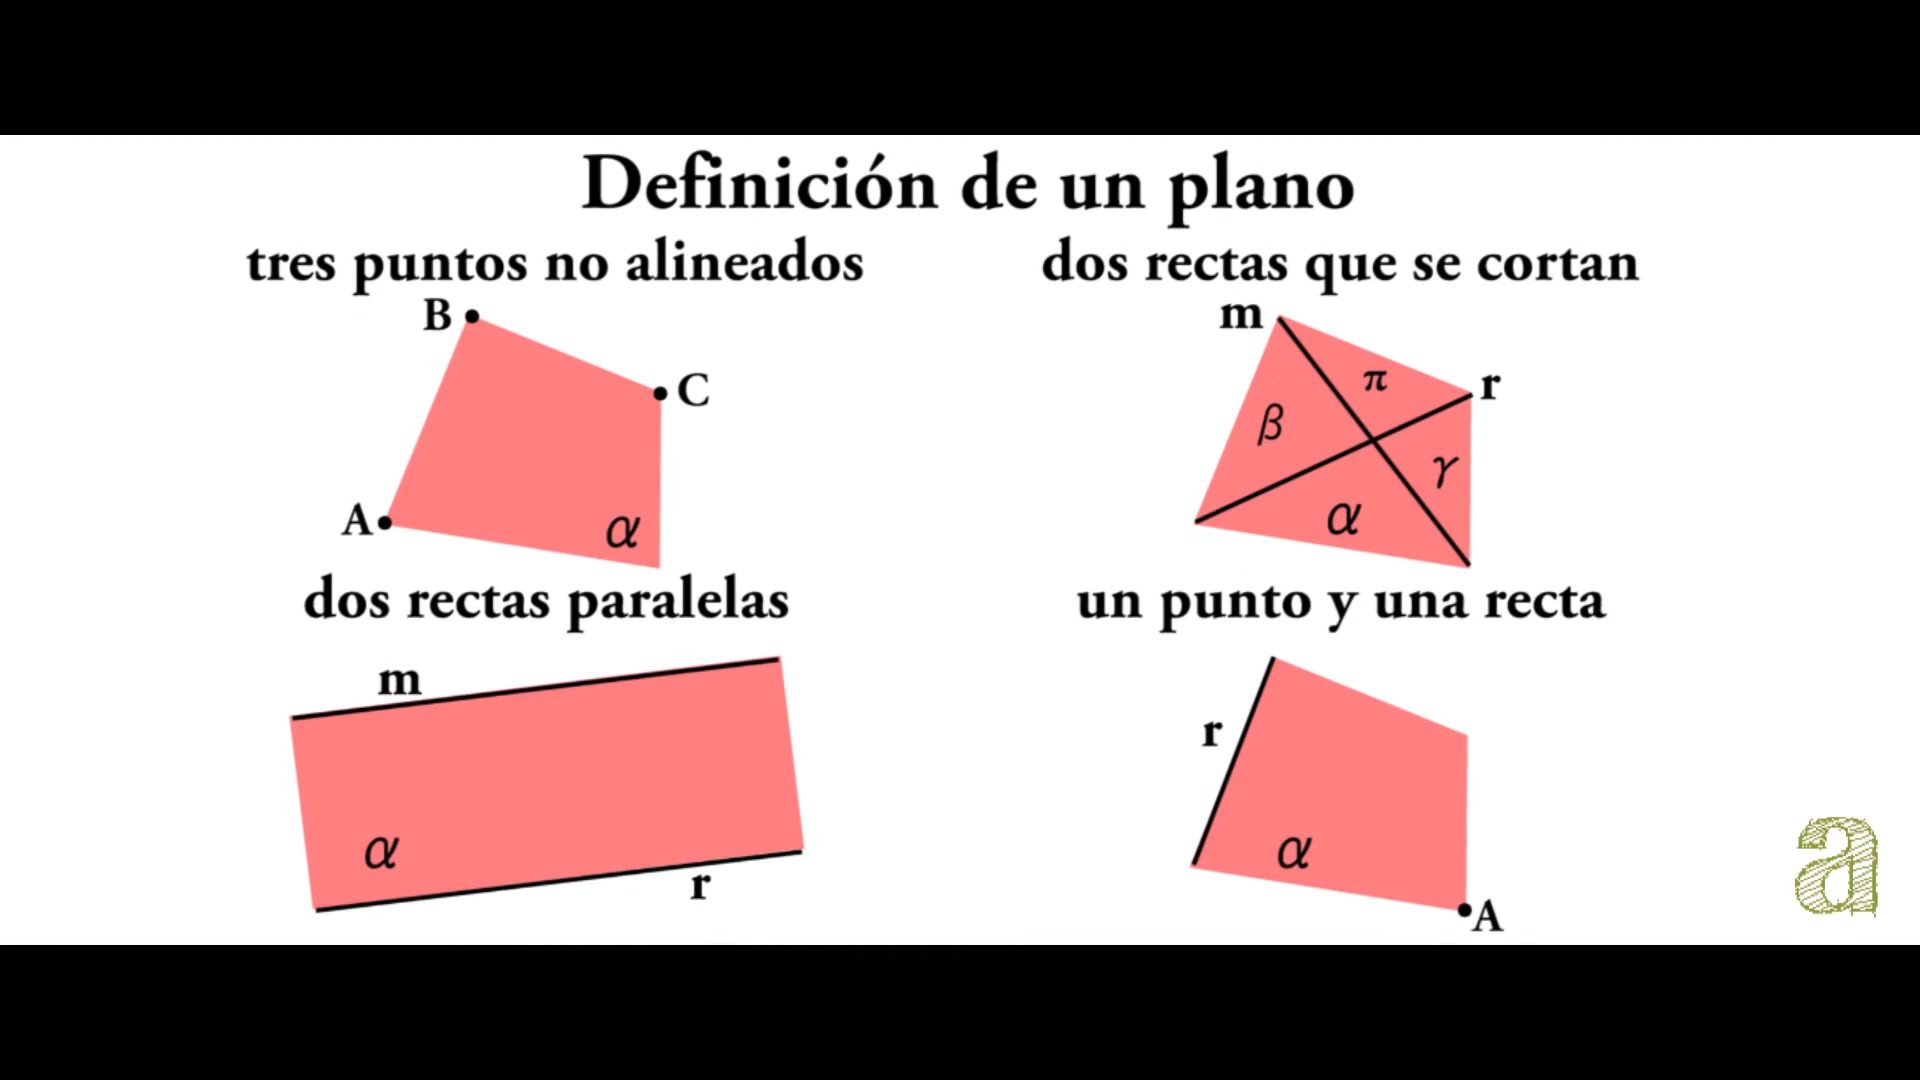 Definición de un plano
tres puntos no alineados
B
C
A
α
dos rectas que se cortan
m
π
r
β
γ
α
dos rectas paralelas
m
α
r
un punto y una recta
r
α
A
a